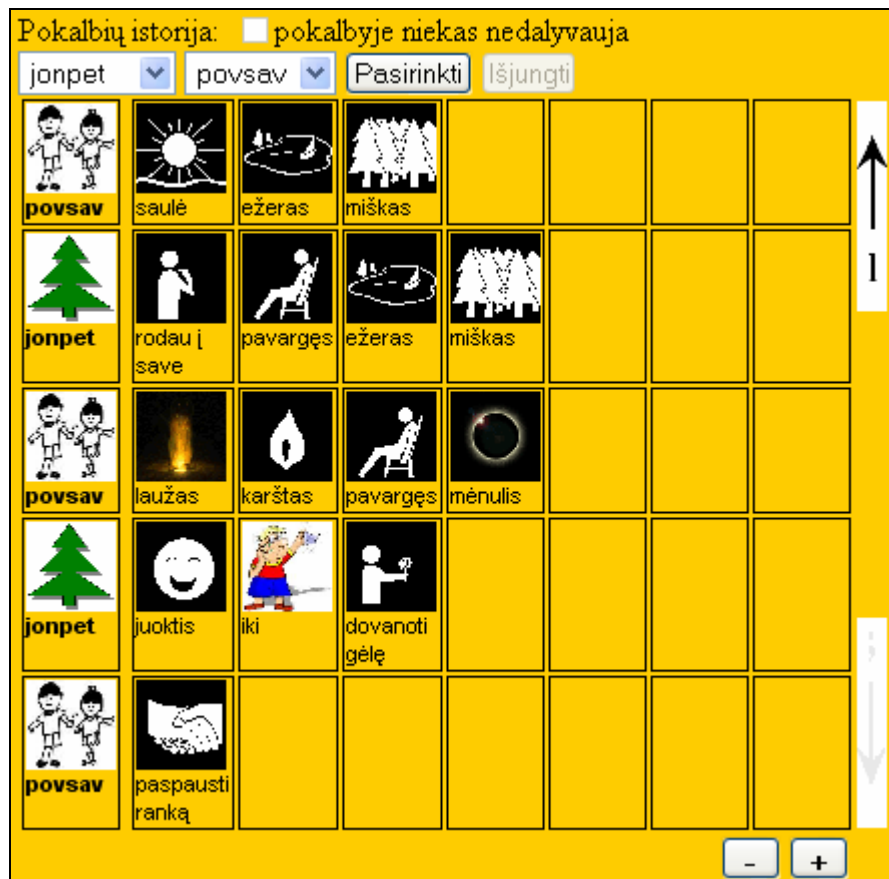 Pokalbių istorija: pokalbyje niekas nedalyvauja
jonpet povsav Pasirinkti Išjungti
povsav saulė ežeras miškas
1
jonpet rodau į pavargęs ežeras miškas
save
povsav laužas karštas pavargęs mėnulis
jonpet juoktis iki dovanoti
gėlę
povsav paspausti
ranką
- +